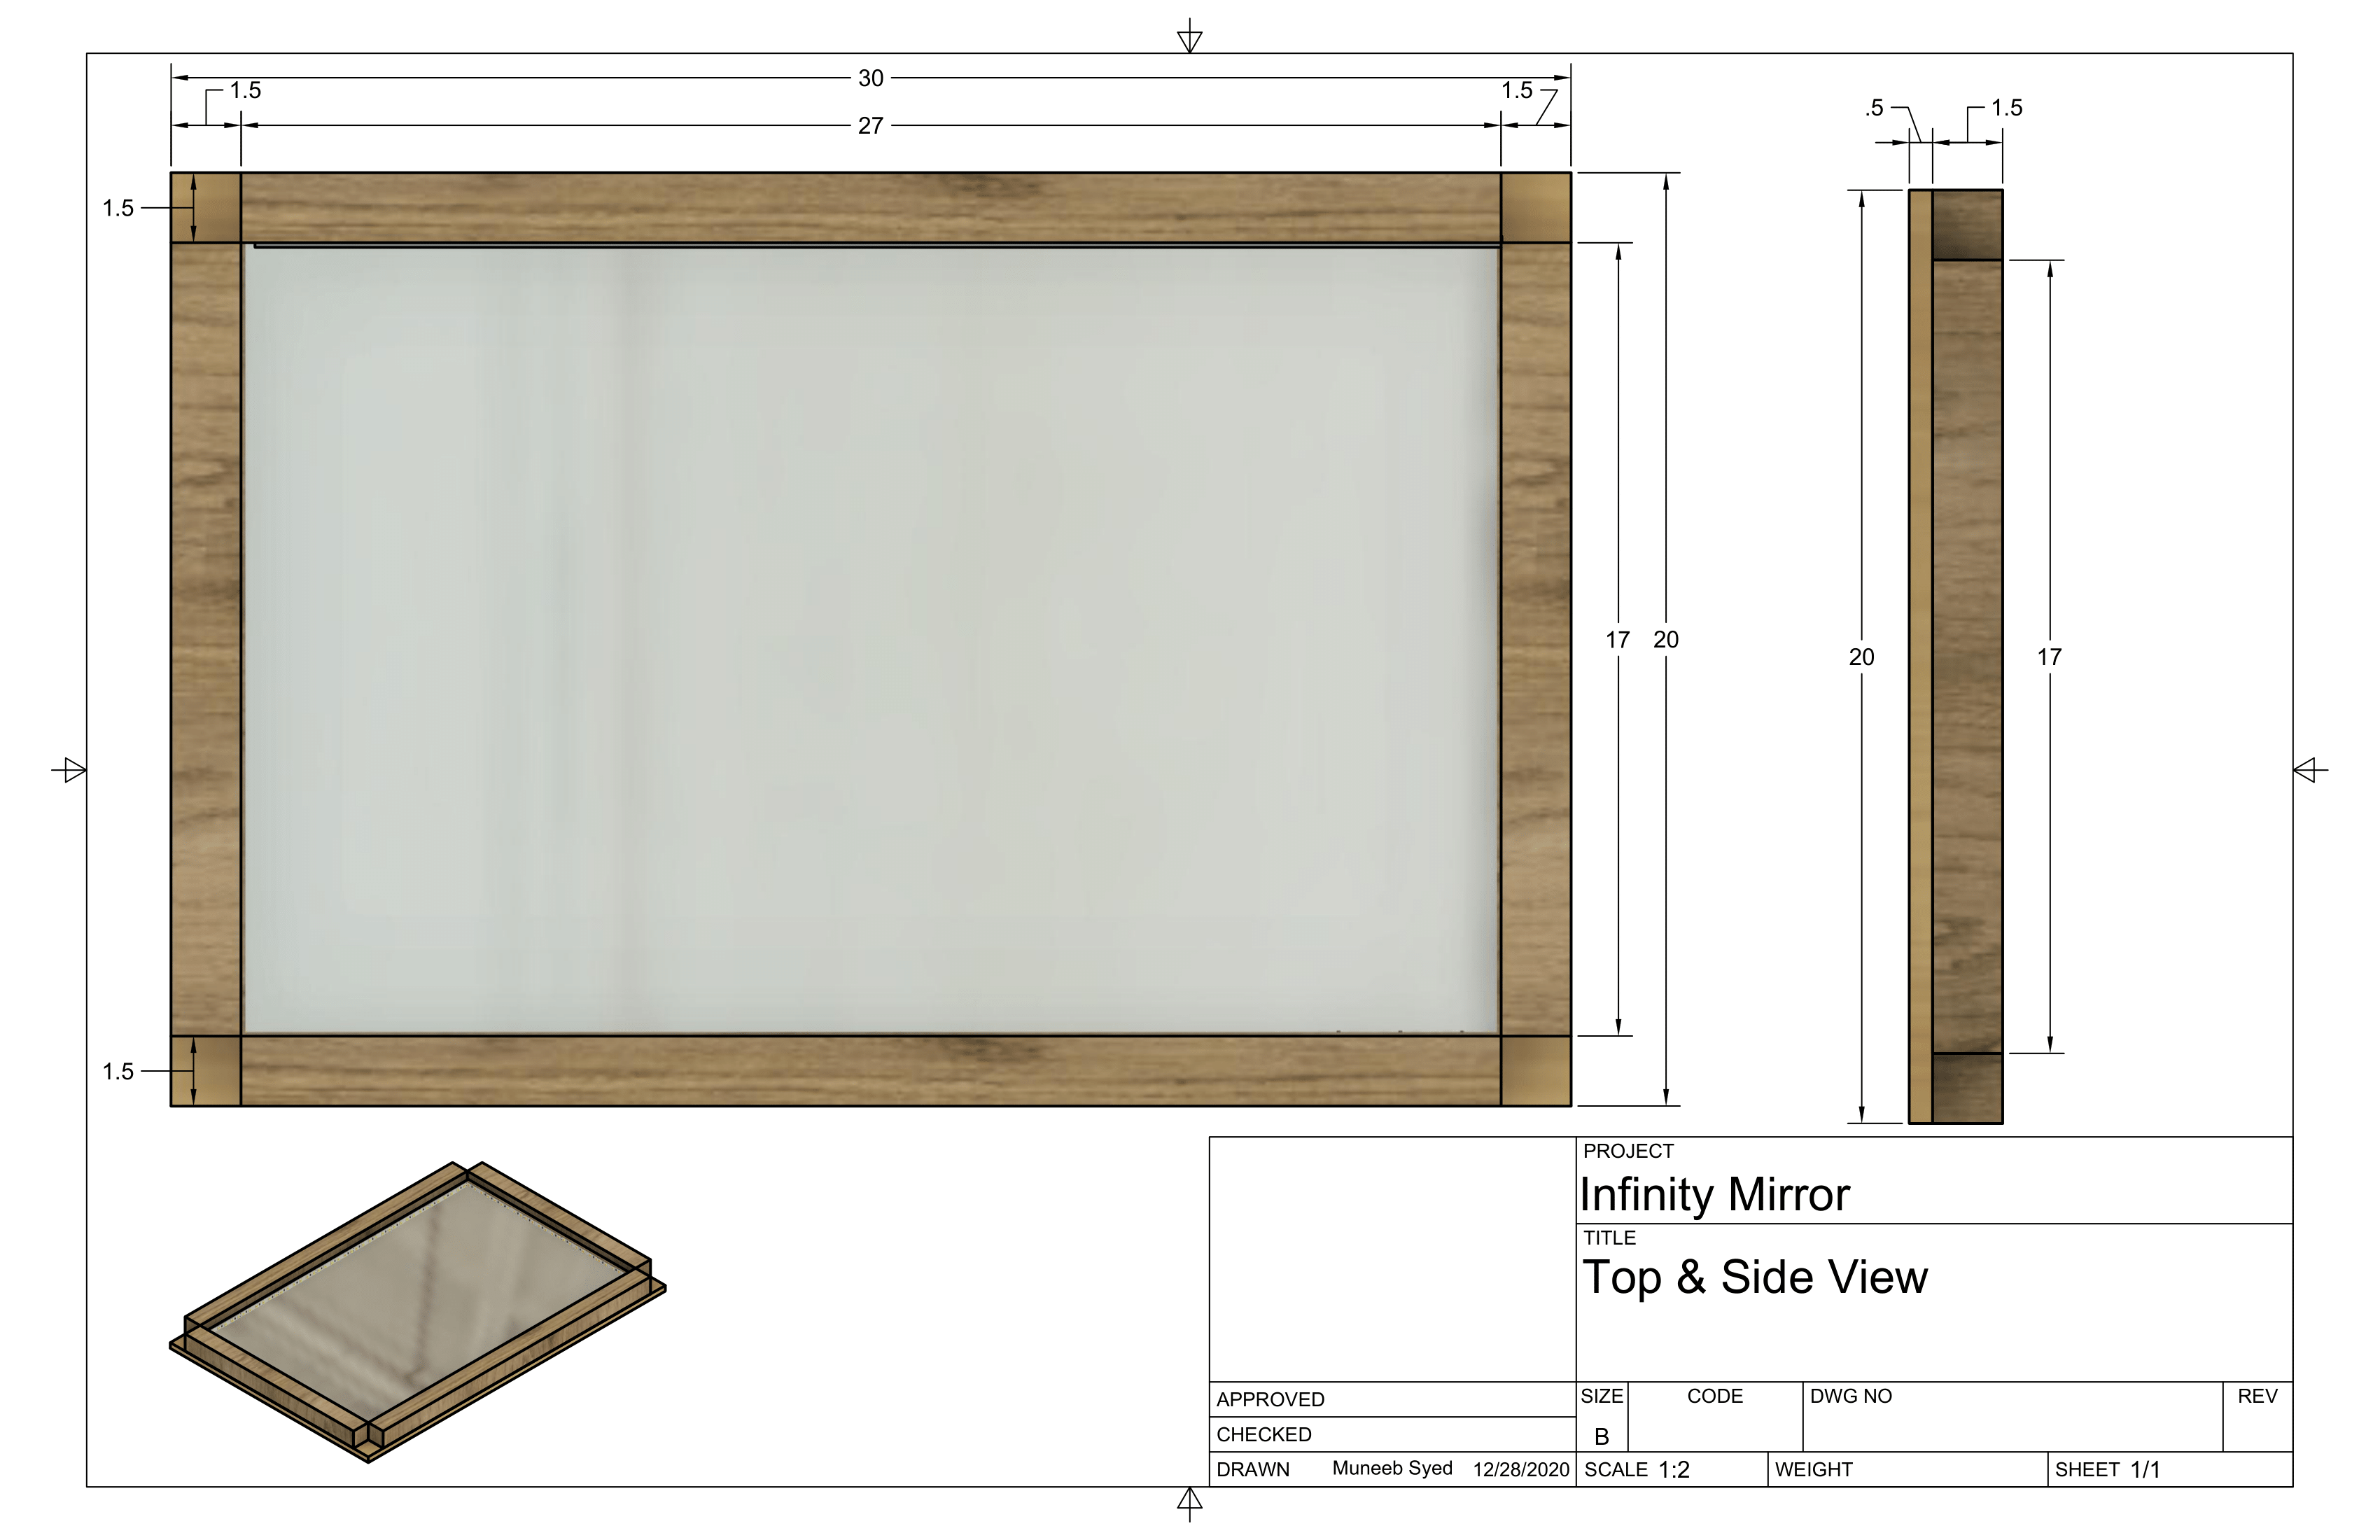 30
1.5
1.5
27
.5
1.5
1.5
17
20
20
17
1.5
PROJECT
Infinity Mirror
TITLE
Top & Side View
APPROVED
CHECKED
DRAWN Muneeb Syed 12/28/2020
SIZE
B
CODE
DWG NO
REV
SCALE 1:2
WEIGHT
SHEET 1/1